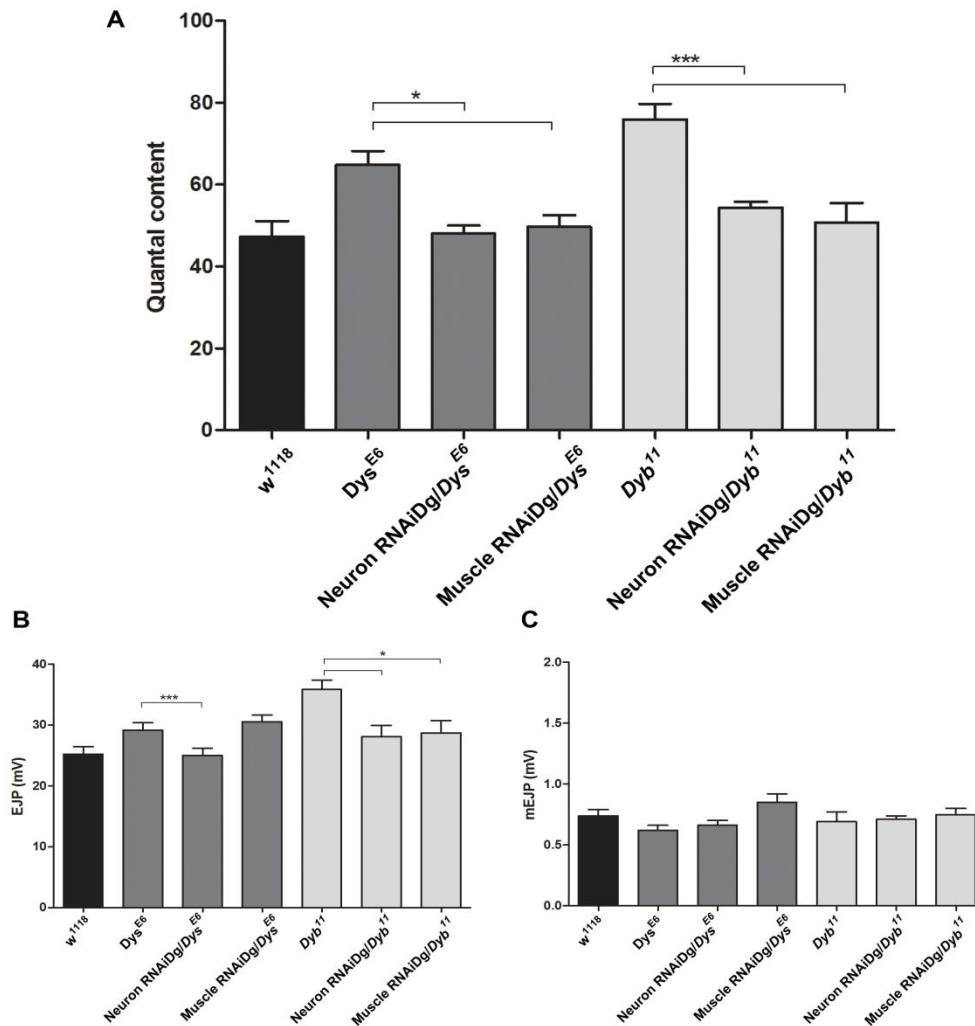 A
100
80
60
40
20
0
Quantal content
*
***
w¹¹¹⁸
Dysᴱ⁶
Neuron RNAiDg/Dysᴱ⁶
Muscle RNAiDg/Dysᴱ⁶
Dyb¹¹
Neuron RNAiDg/Dyb¹¹
Muscle RNAiDg/Dyb¹¹
B
40
30
20
10
0
EJP (mV)
***
*
w¹¹¹⁸
Dysᴱ⁶
Neuron RNAiDg/Dysᴱ⁶
Muscle RNAiDg/Dysᴱ⁶
Dyb¹¹
Neuron RNAiDg/Dyb¹¹
Muscle RNAiDg/Dyb¹¹
C
2.0
1.5
1.0
0.5
0.0
mEJP (mV)
w¹¹¹⁸
Dysᴱ⁶
Neuron RNAiDg/Dysᴱ⁶
Muscle RNAiDg/Dysᴱ⁶
Dyb¹¹
Neuron RNAiDg/Dyb¹¹
Muscle RNAiDg/Dyb¹¹